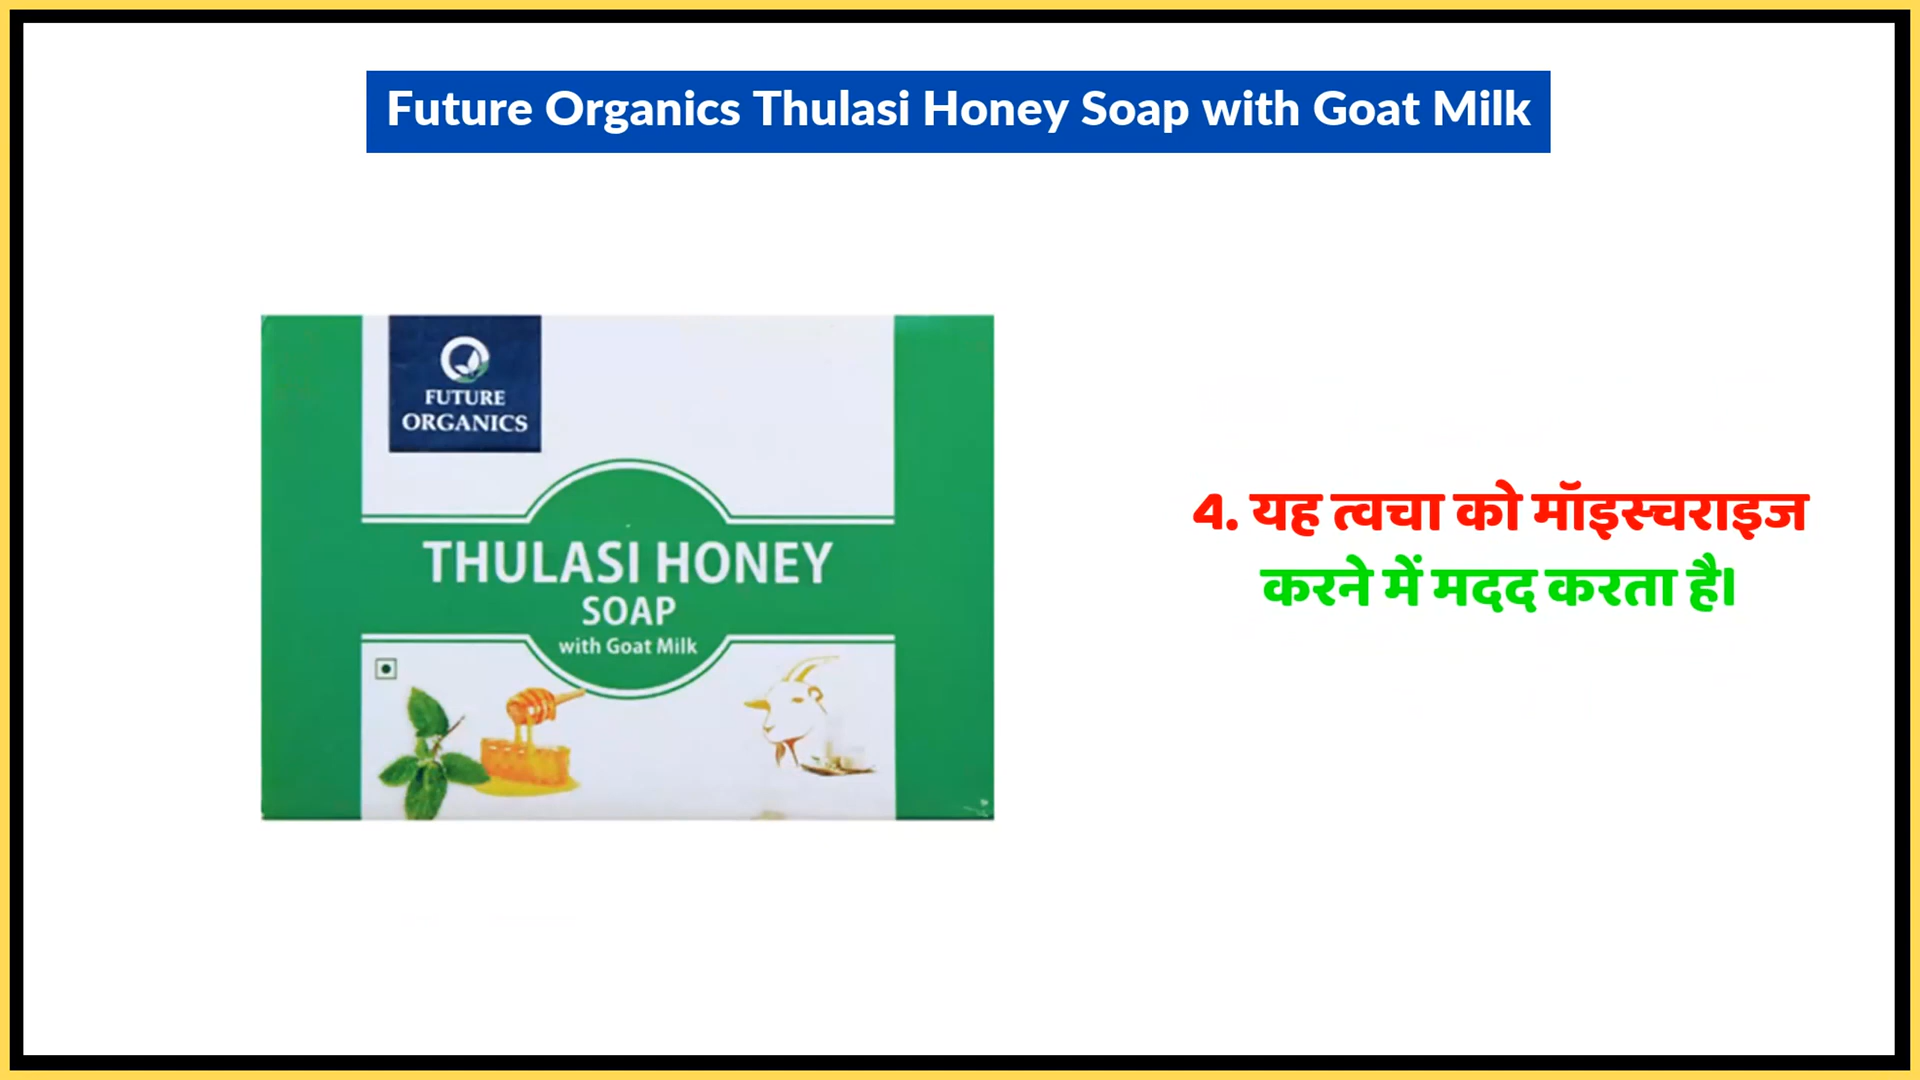 Future Organics Thulasi Honey Soap with Goat Milk
FUTURE
ORGANICS
THULASI HONEY
SOAP
with Goat Milk
4. यह त्वचा को मॉइस्चराइज
करने में मदद करता है।